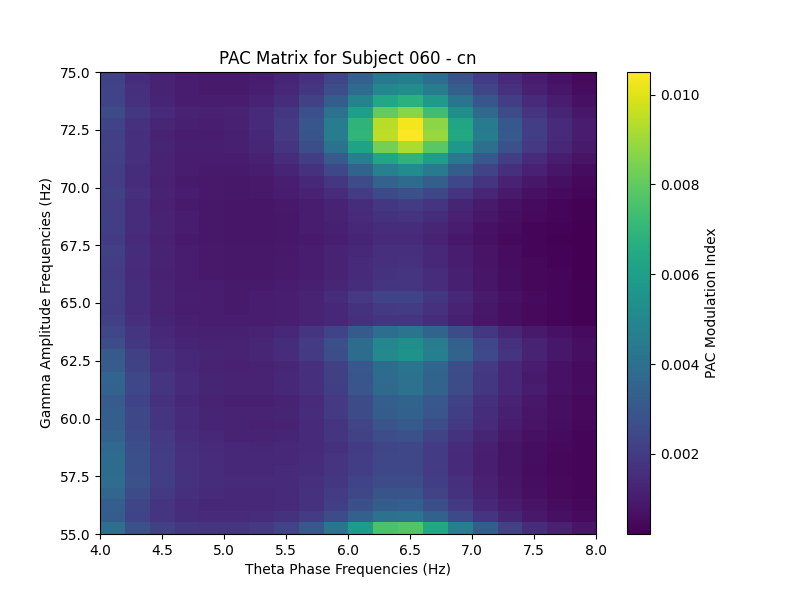 PAC Matrix for Subject 060 - cn
75.0
72.5
70.0
67.5
65.0
62.5
60.0
57.5
55.0
Gamma Amplitude Frequencies (Hz)
4.0 4.5 5.0 5.5 6.0 6.5 7.0 7.5 8.0
Theta Phase Frequencies (Hz)
0.010
0.008
0.006
0.004
0.002
PAC Modulation Index